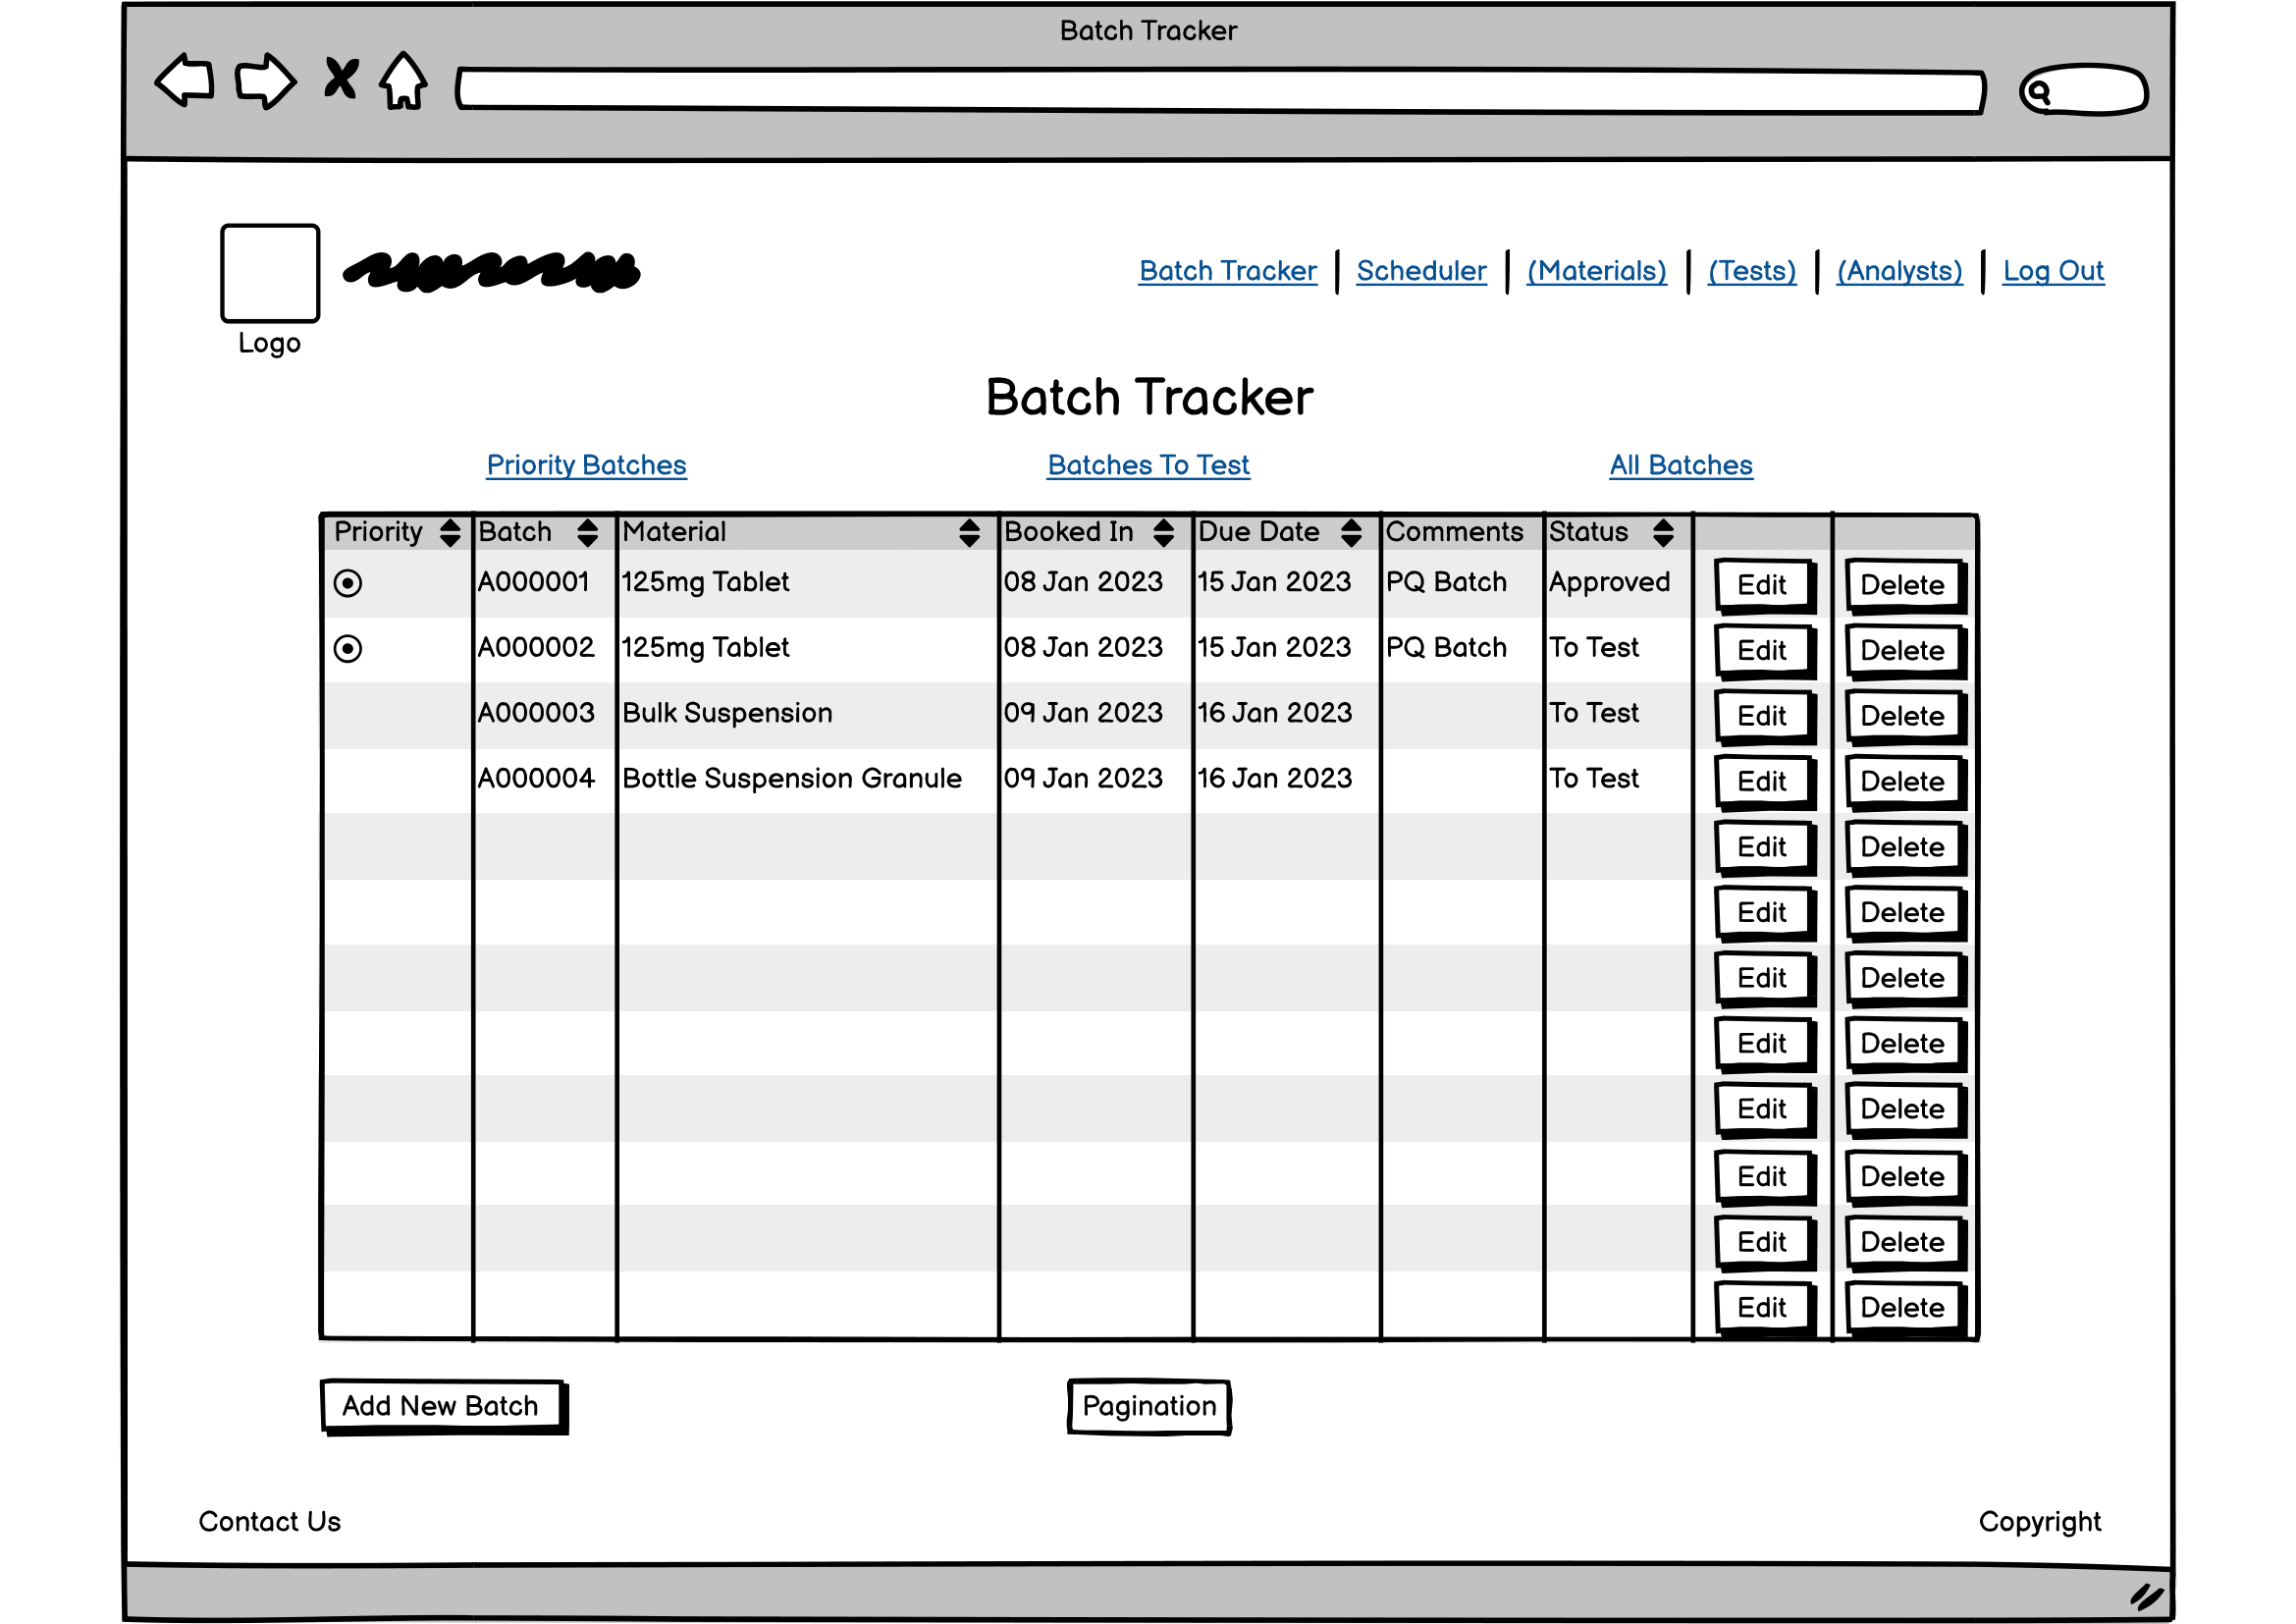 Batch Tracker
Batch Tracker Scheduler (Materials) (Tests) (Analysts) Log Out
Logo
Batch Tracker
Priority Batches Batches To Test All Batches
Priority Batch Material Booked In Due Date Comments Status
A000001 125mg Tablet 08 Jan 2023 15 Jan 2023 PQ Batch Approved Edit Delete
A000002 125mg Tablet 08 Jan 2023 15 Jan 2023 PQ Batch To Test Edit Delete
A000003 Bulk Suspension 09 Jan 2023 16 Jan 2023 To Test Edit Delete
A000004 Bottle Suspension Granule 09 Jan 2023 16 Jan 2023 To Test Edit Delete
Edit Delete
Edit Delete
Edit Delete
Edit Delete
Edit Delete
Edit Delete
Edit Delete
Edit Delete
Add New Batch Pagination
Contact Us Copyright